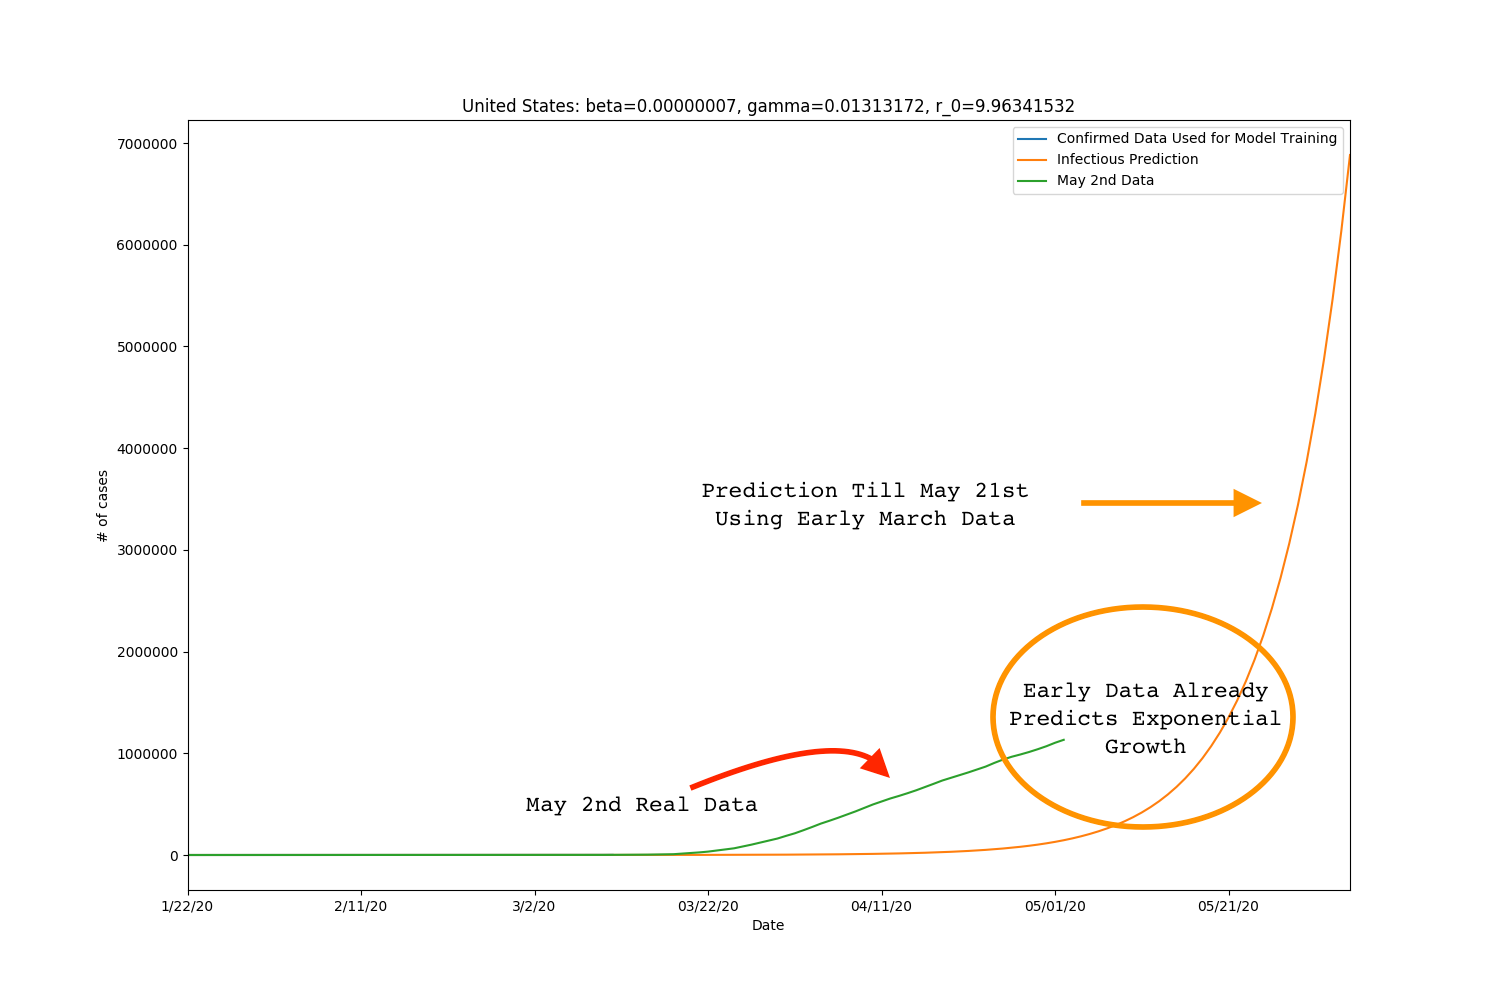 United States: beta=0.00000007, gamma=0.01313172, r_0=9.96341532
Confirmed Data Used for Model Training
Infectious Prediction
May 2nd Data
7000000
6000000
5000000
4000000
3000000
2000000
1000000
0
# of cases
Prediction Till May 21st
Using Early March Data
Early Data Already
Predicts Exponential
Growth
May 2nd Real Data
1/22/20
2/11/20
3/2/20
03/22/20
04/11/20
05/01/20
05/21/20
Date